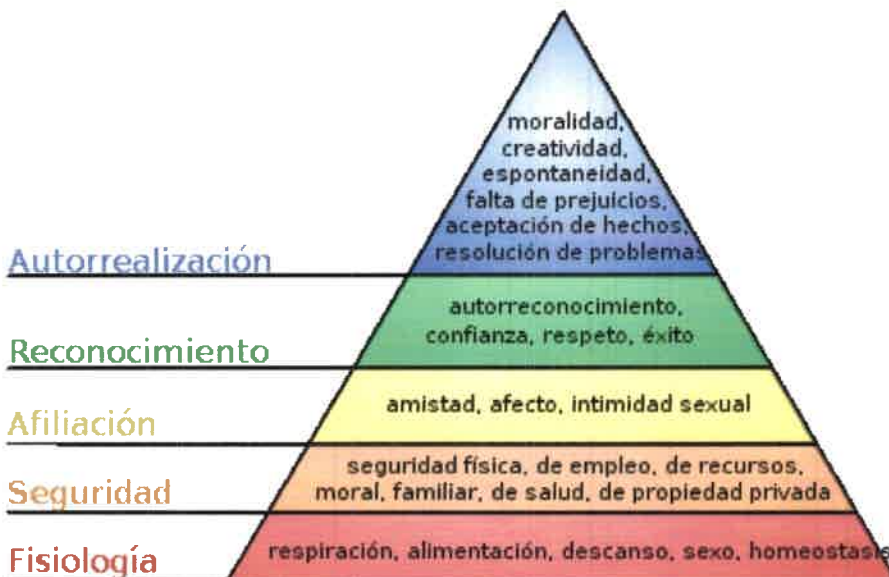 moralidad,
creatividad,
espontaneidad,
falta de prejuicios,
aceptación de hechos,
resolución de problemas
Autorrealización
autorreconocimiento,
confianza, respeto, éxito
Reconocimiento
amistad, afecto, intimidad sexual
Afiliación
seguridad física, de empleo, de recursos,
moral, familiar, de salud, de propiedad privada
Seguridad
respiración, alimentación, descanso, sexo, homeostasis
Fisiología